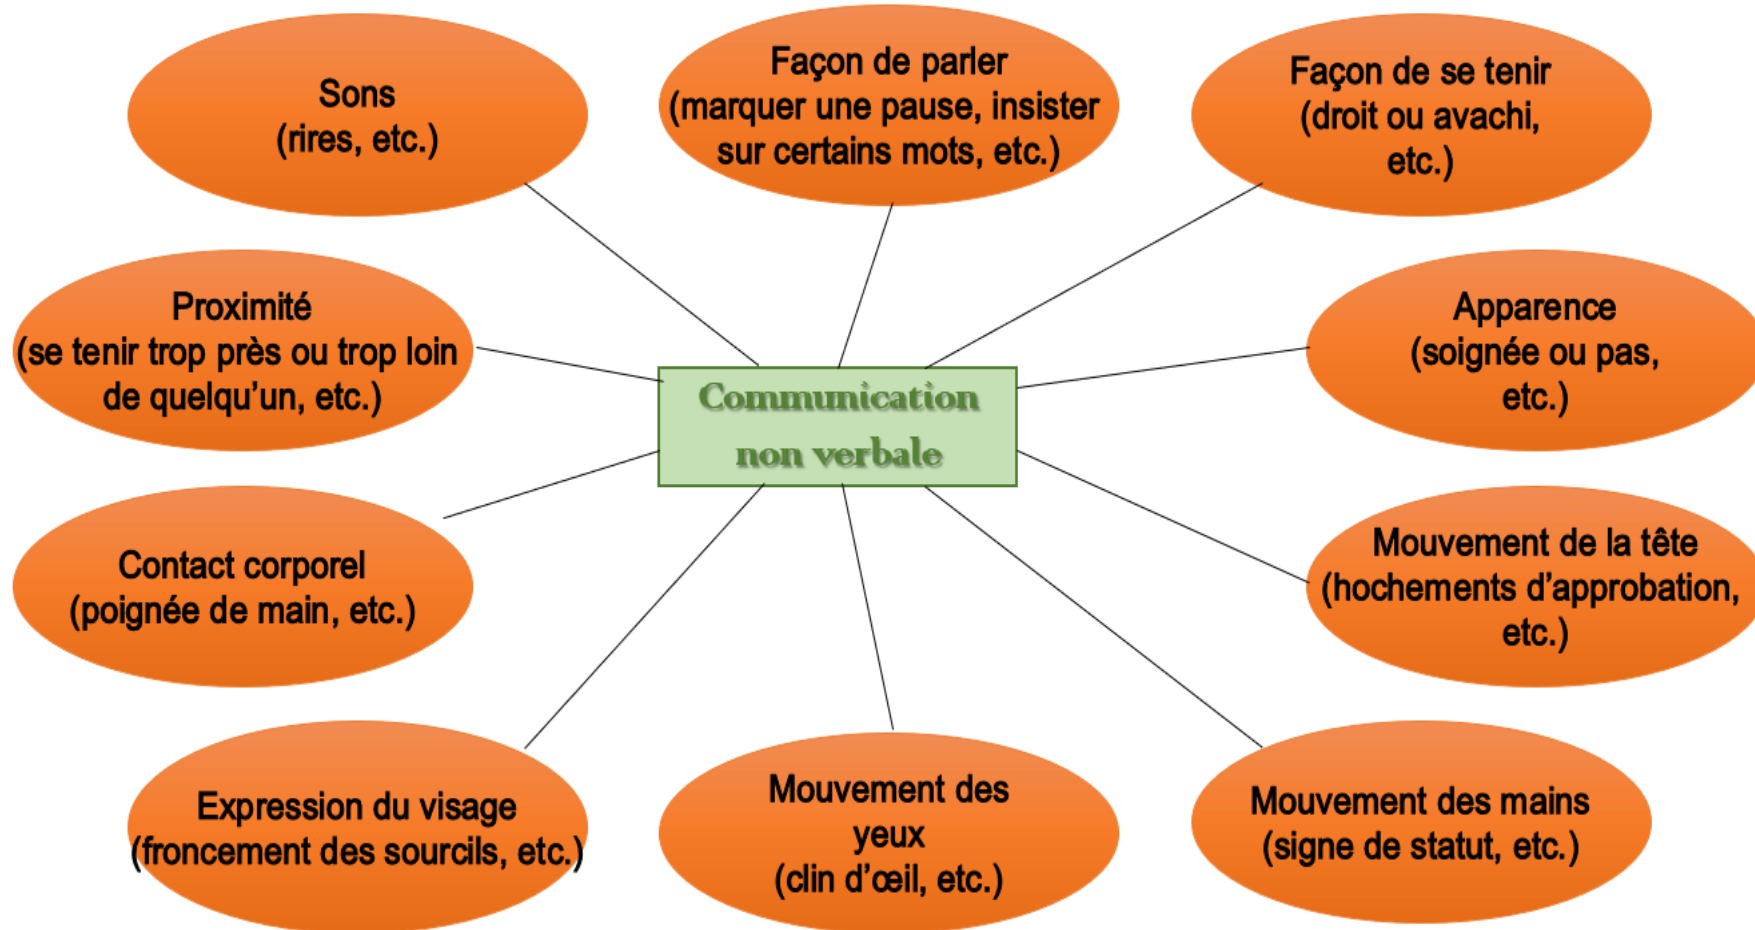 Sons
(rires, etc.)
Façon de parler
(marquer une pause, insister
sur certains mots, etc.)
Façon de se tenir
(droit ou avachi,
etc.)
Proximité
(se tenir trop près ou trop loin
de quelqu'un, etc.)
Communication
non verbale
Apparence
(soignée ou pas,
etc.)
Contact corporel
(poignée de main, etc.)
Mouvement de la tête
(hochements d'approbation,
etc.)
Expression du visage
(froncement des sourcils, etc.)
Mouvement des
yeux
(clin d'œil, etc.)
Mouvement des mains
(signe de statut, etc.)